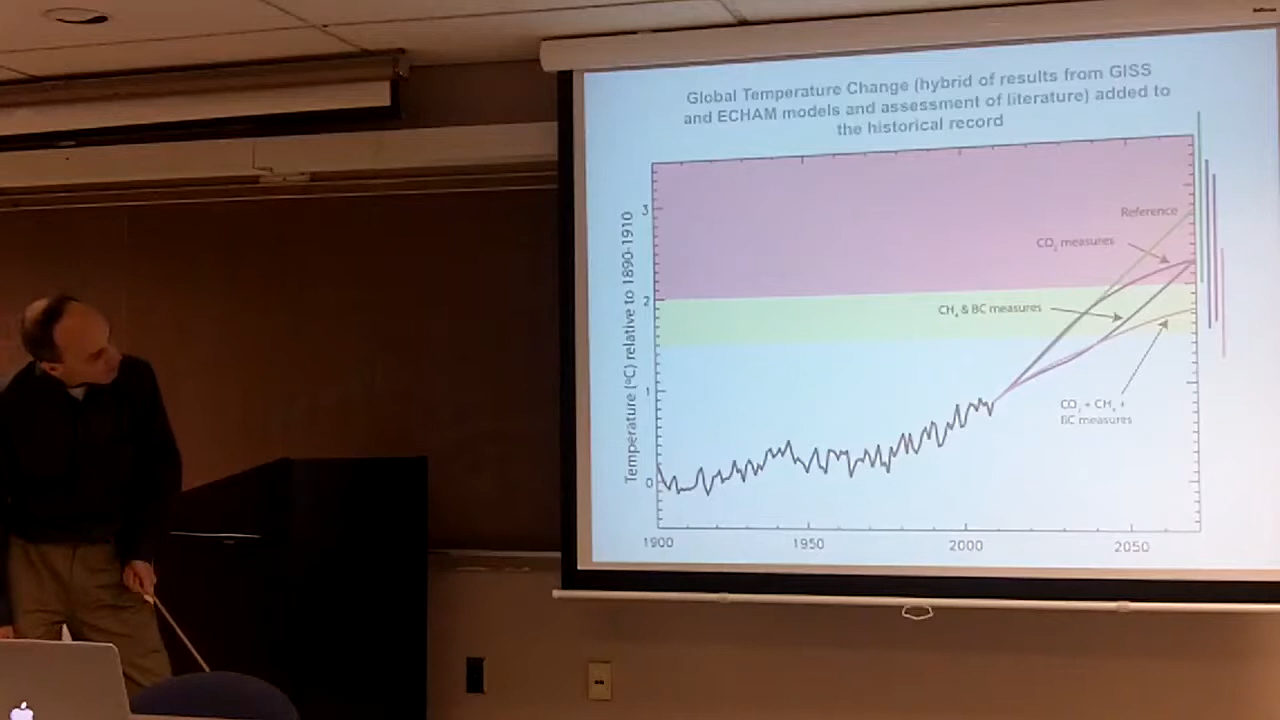 Global Temperature Change (hybrid of results from GISS
and ECHAM models and assessment of literature) added to
the historical record
Temperature (ºC) relative to 1890-1910
3
2
1
0
Reference
CO₂ measures
CH₄ & BC measures
CO₂ + CH₄ +
BC measures
1900
1950
2000
2050